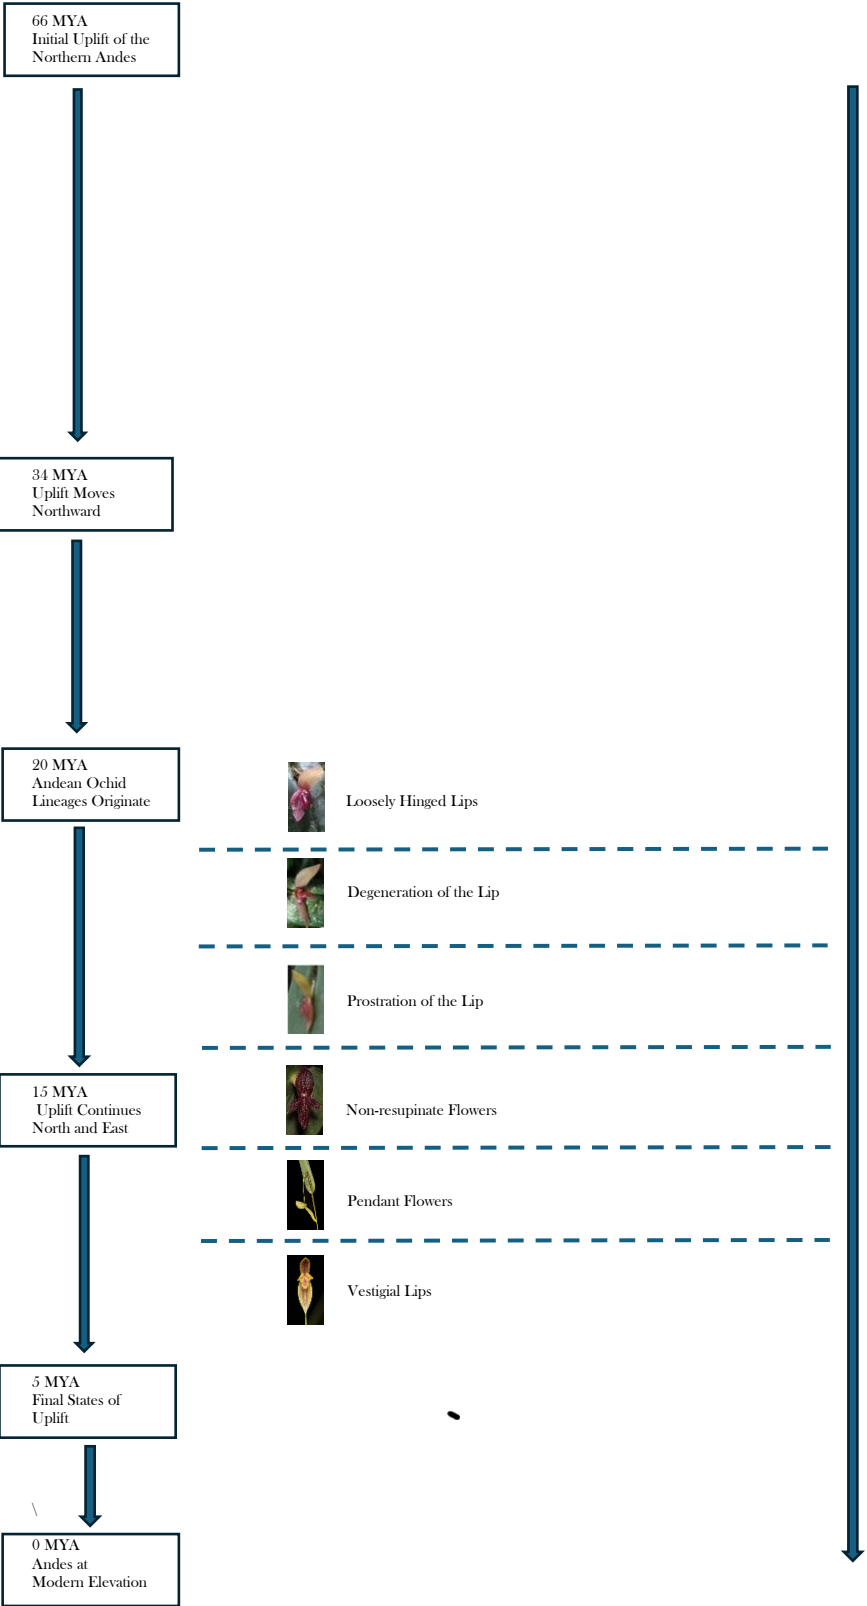 66 MYA
Initial Uplift of the
Northern Andes
34 MYA
Uplift Moves
Northward
20 MYA
Andean Ochid
Lineages Originate
Loosely Hinged Lips
Degeneration of the Lip
Prostration of the Lip
15 MYA
Uplift Continues
North and East
Non-resupinate Flowers
Pendant Flowers
Vestigial Lips
5 MYA
Final States of
Uplift
\
0 MYA
Andes at
Modern Elevation